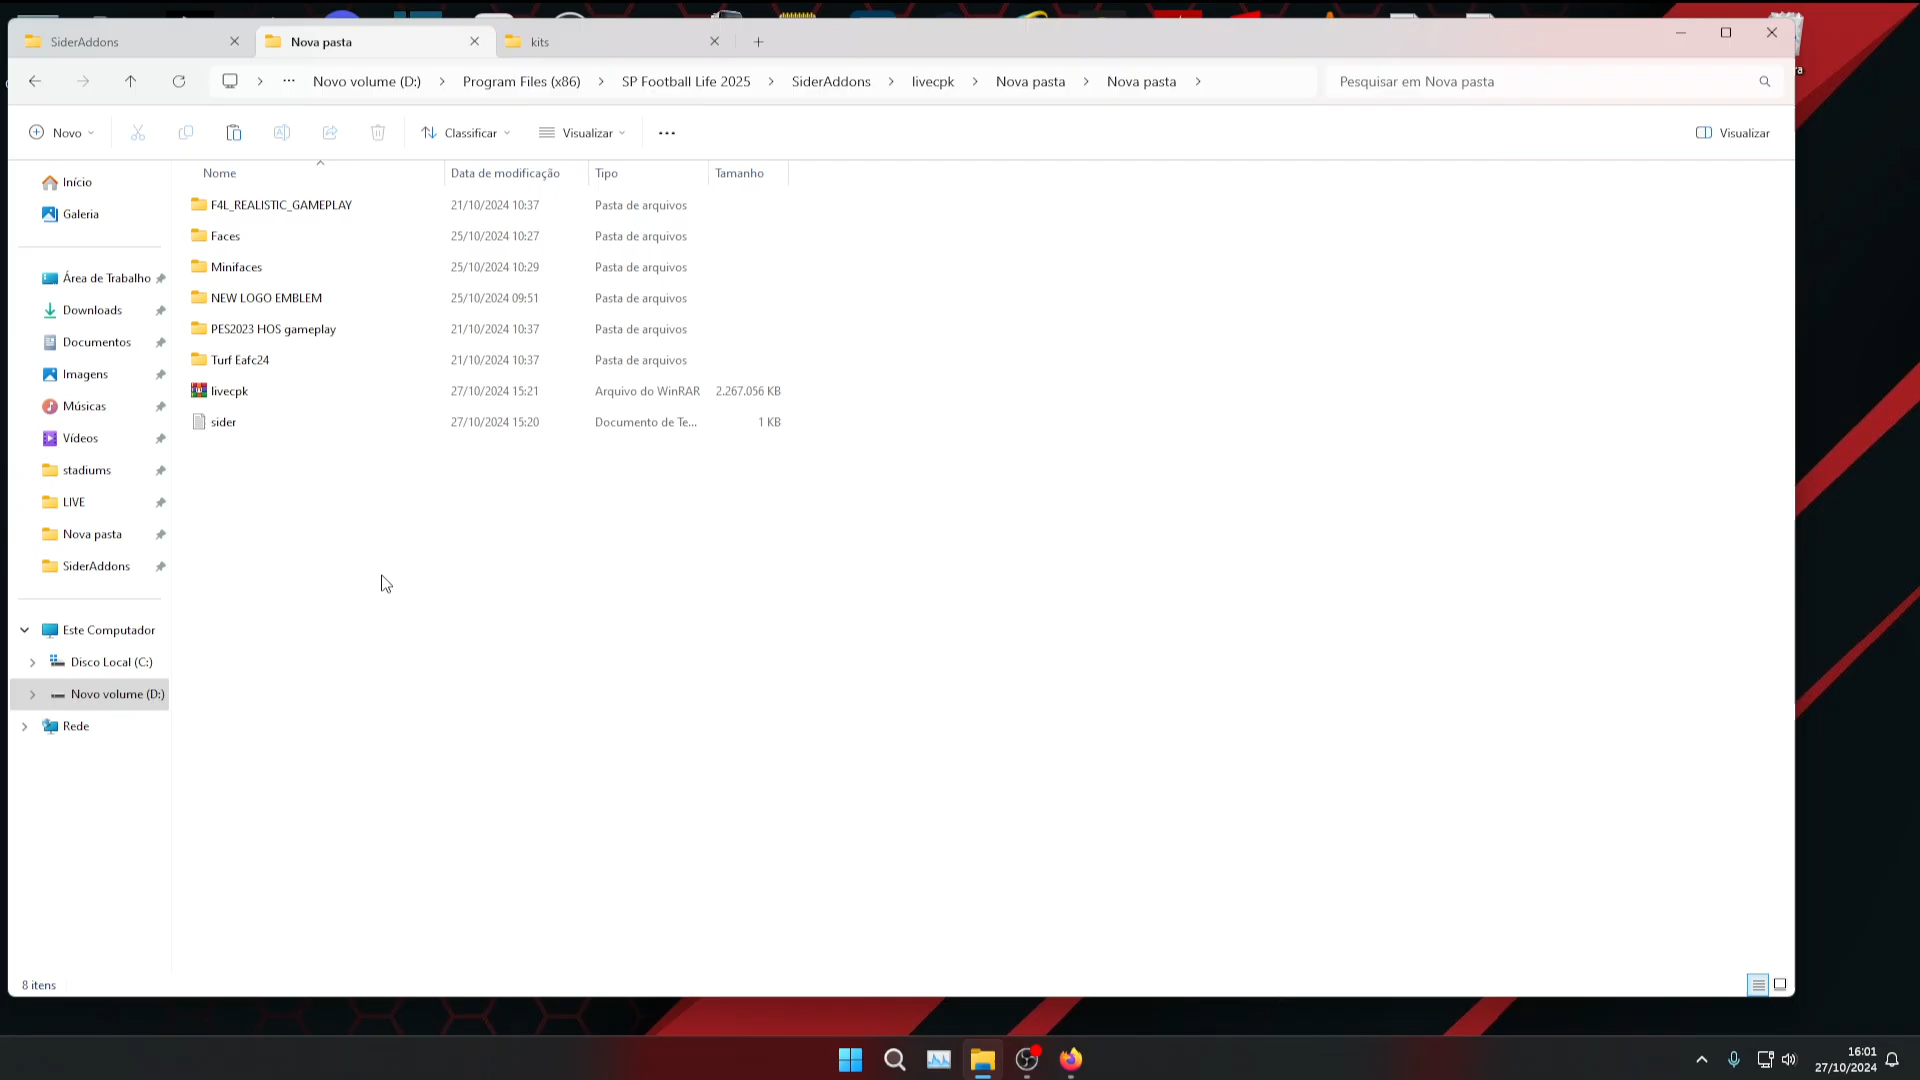 SiderAddons
Nova pasta
kits
Novo volume (D:)
Program Files (x86)
SP Football Life 2025
SiderAddons
livecpk
Nova pasta
Nova pasta
Pesquisar em Nova pasta
Novo
Classificar
Visualizar
Visualizar
Nome
Data de modificação
Tipo
Tamanho
F4L_REALISTIC_GAMEPLAY 21/10/2024 10:37 Pasta de arquivos
Faces 25/10/2024 10:27 Pasta de arquivos
Minifaces 25/10/2024 10:29 Pasta de arquivos
NEW LOGO EMBLEM 25/10/2024 09:51 Pasta de arquivos
PES2023 HOS gameplay 21/10/2024 10:37 Pasta de arquivos
Turf Eafc24 21/10/2024 10:37 Pasta de arquivos
livecpk 27/10/2024 15:21 Arquivo do WinRAR 2.267.056 KB
sider 27/10/2024 15:20 Documento de Te... 1 KB
Início
Galeria
Área de Trabalho
Downloads
Documentos
Imagens
Músicas
Vídeos
stadiums
LIVE
Nova pasta
SiderAddons
Este Computador
Disco Local (C:)
Novo volume (D:)
Rede
8 itens
16:01
27/10/2024